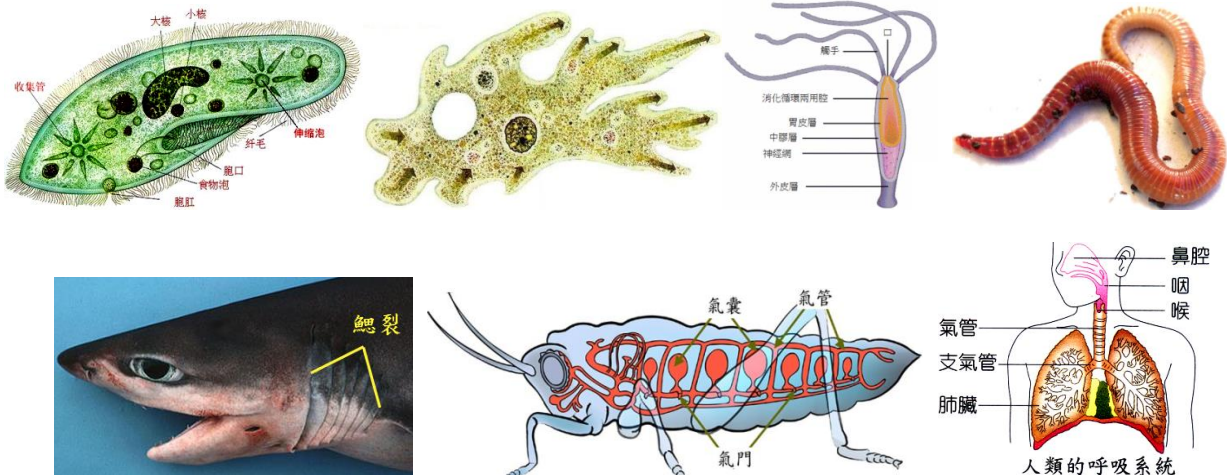 大核
小核
收集管
伸縮泡
纤毛
胞口
食物泡
胞肛
口
觸手
消化循環兩用腔
胃皮層
中膠層
神經網
外皮層
鰓裂
氣囊
氣管
氣門
鼻腔
咽
喉
氣管
支氣管
肺臟
人類的呼吸系統